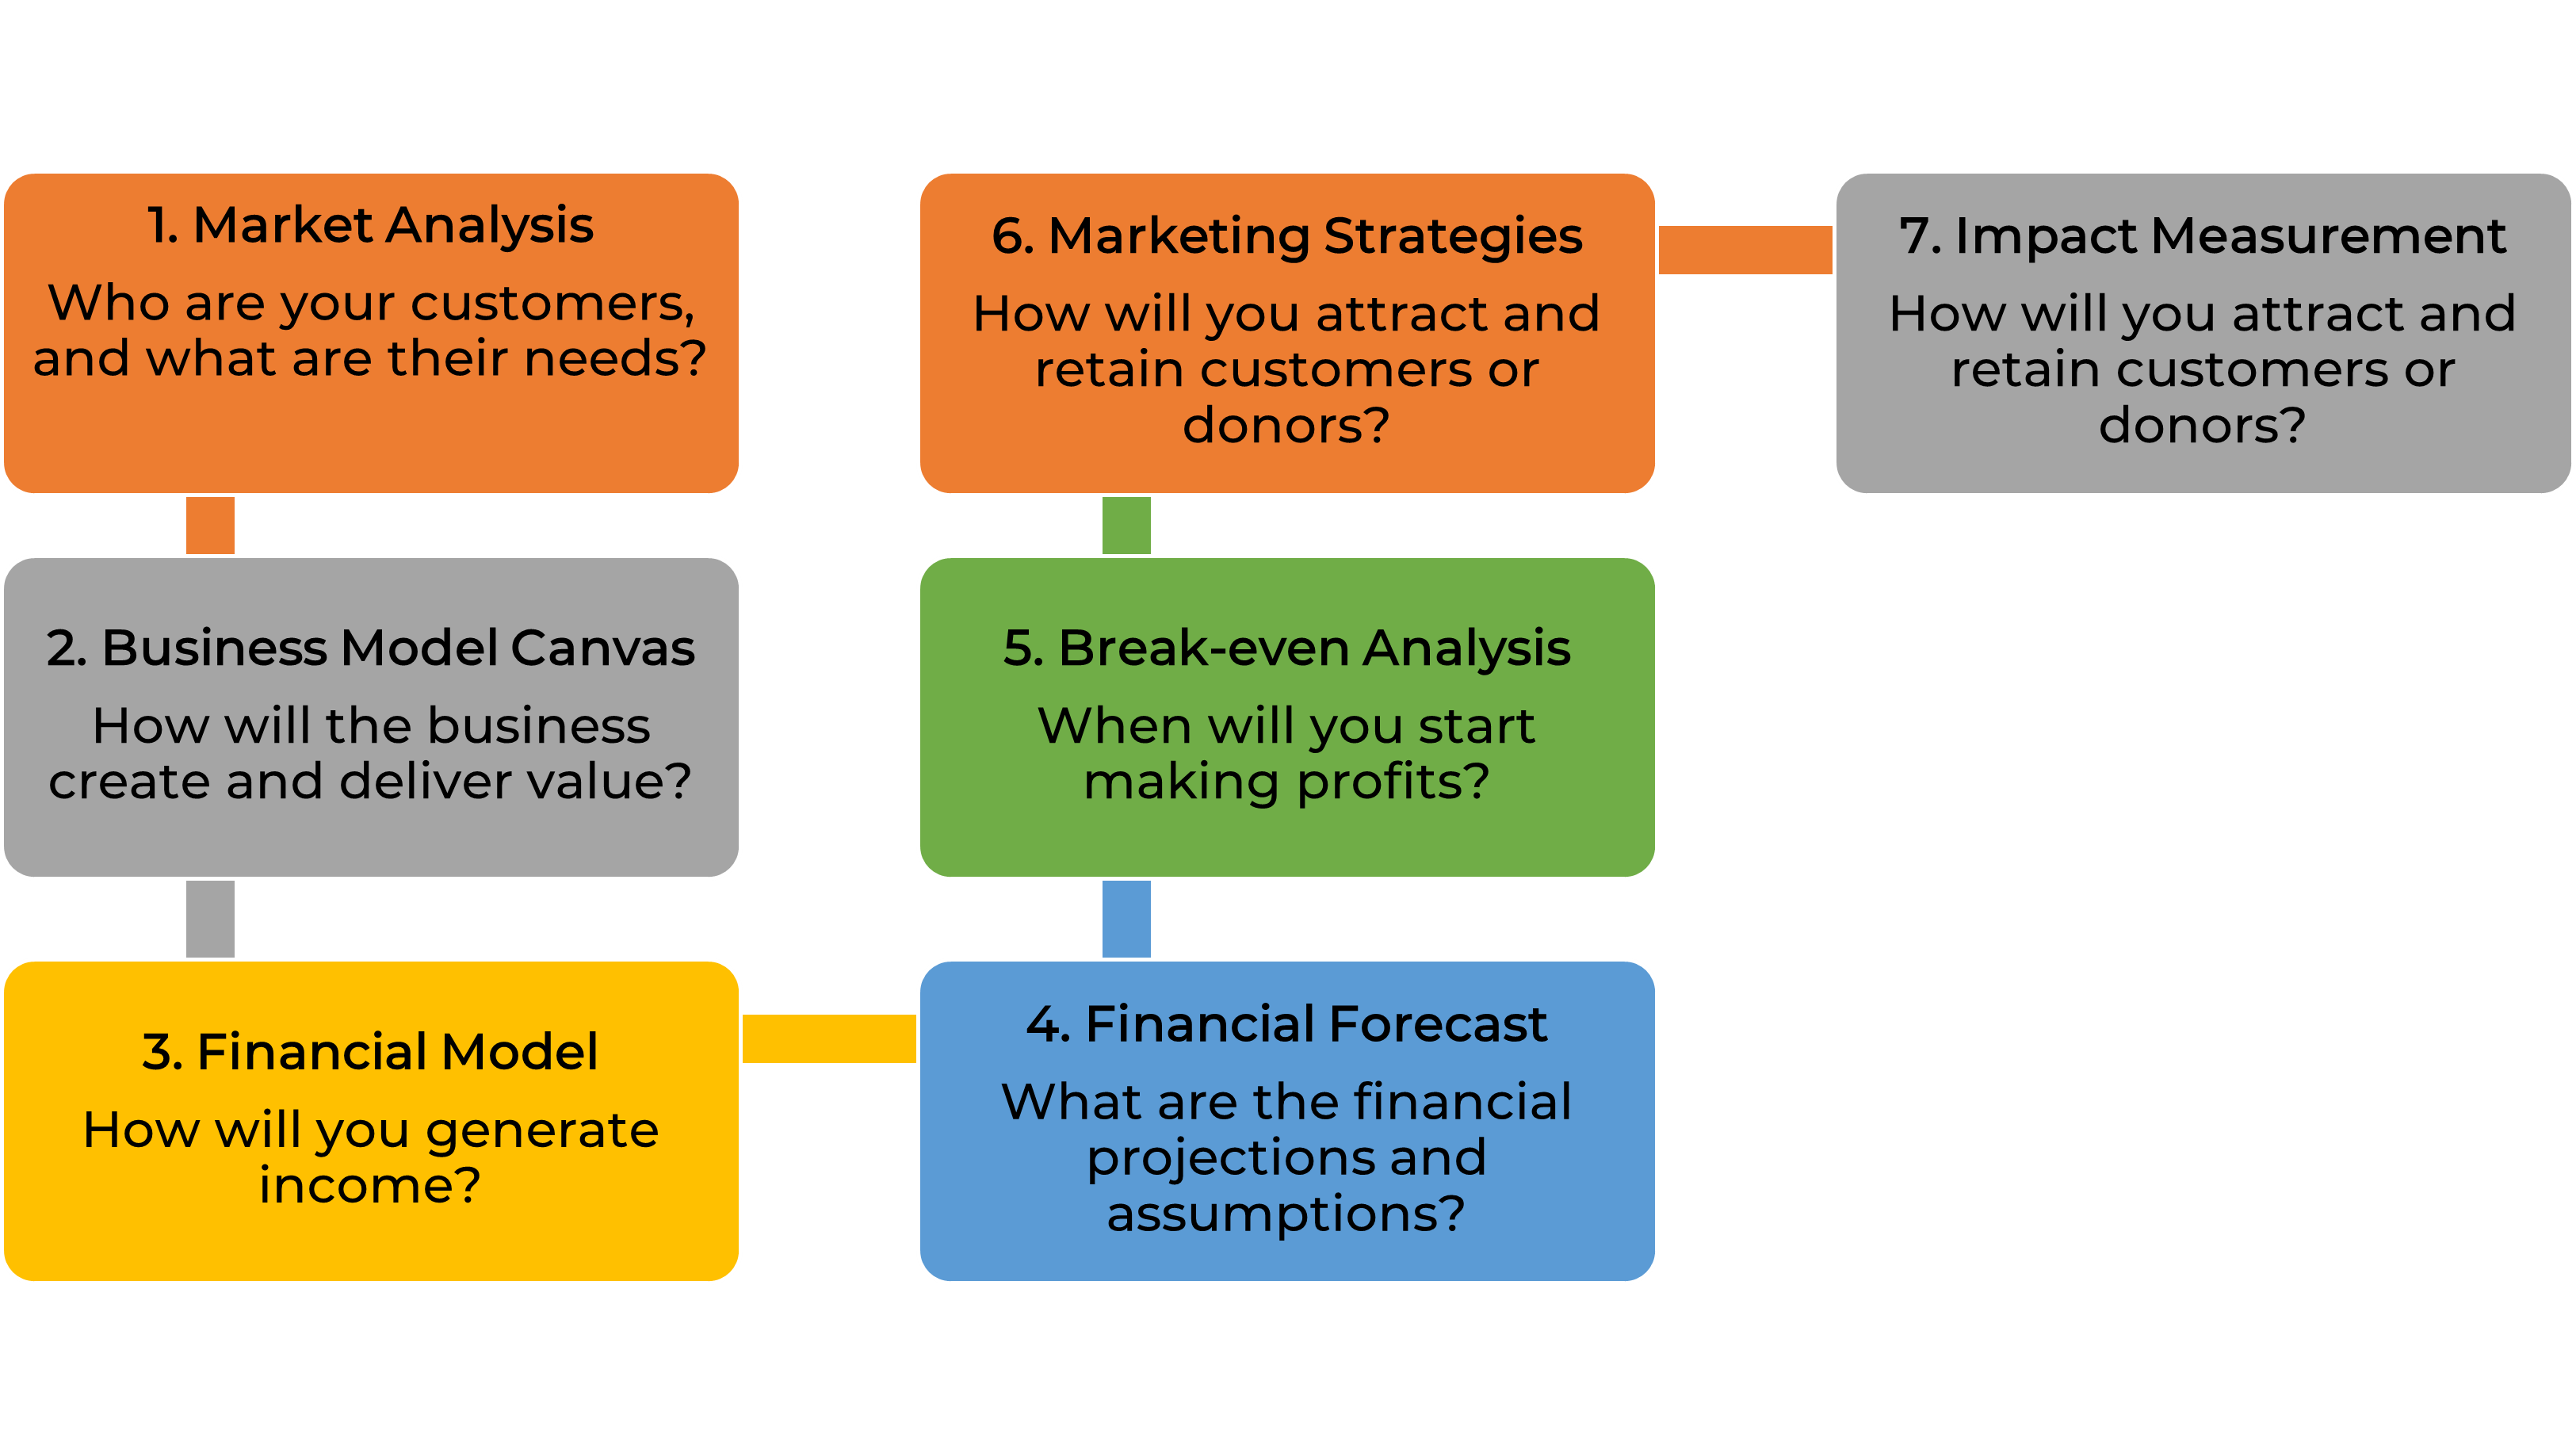 1. Market Analysis
Who are your customers,
and what are their needs?
2. Business Model Canvas
How will the business
create and deliver value?
3. Financial Model
How will you generate
income?
4. Financial Forecast
What are the financial
projections and
assumptions?
5. Break-even Analysis
When will you start
making profits?
6. Marketing Strategies
How will you attract and
retain customers or
donors?
7. Impact Measurement
How will you attract and
retain customers or
donors?